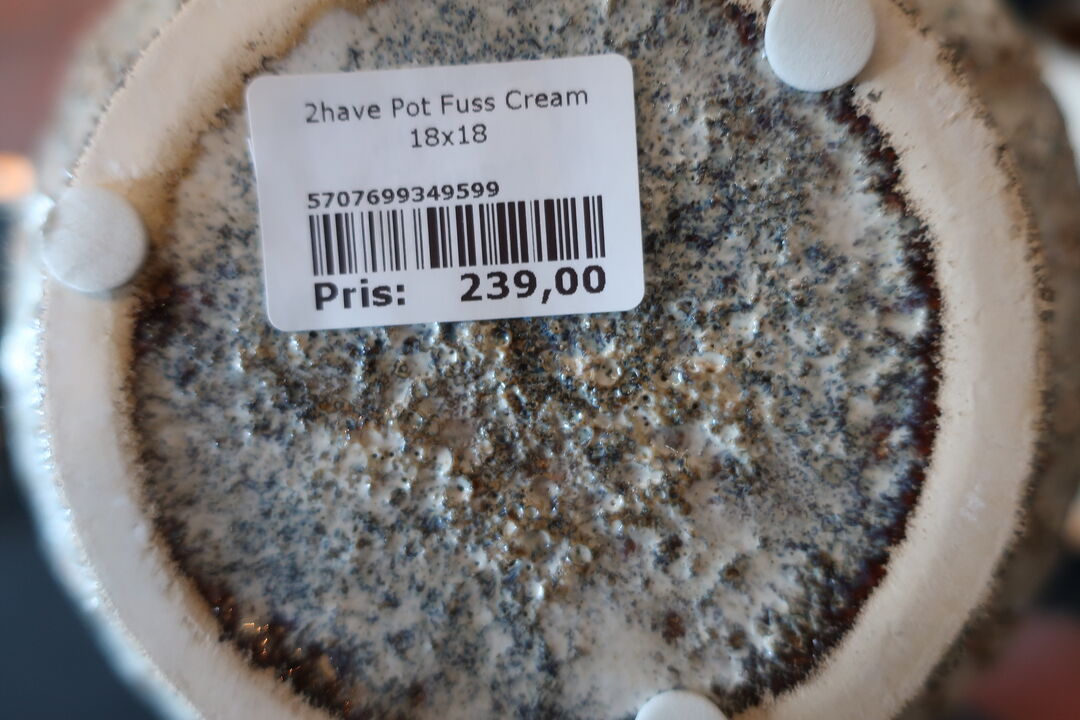 2have Pot Fuss Cream
18x18
5707699349599
Pris: 239,00